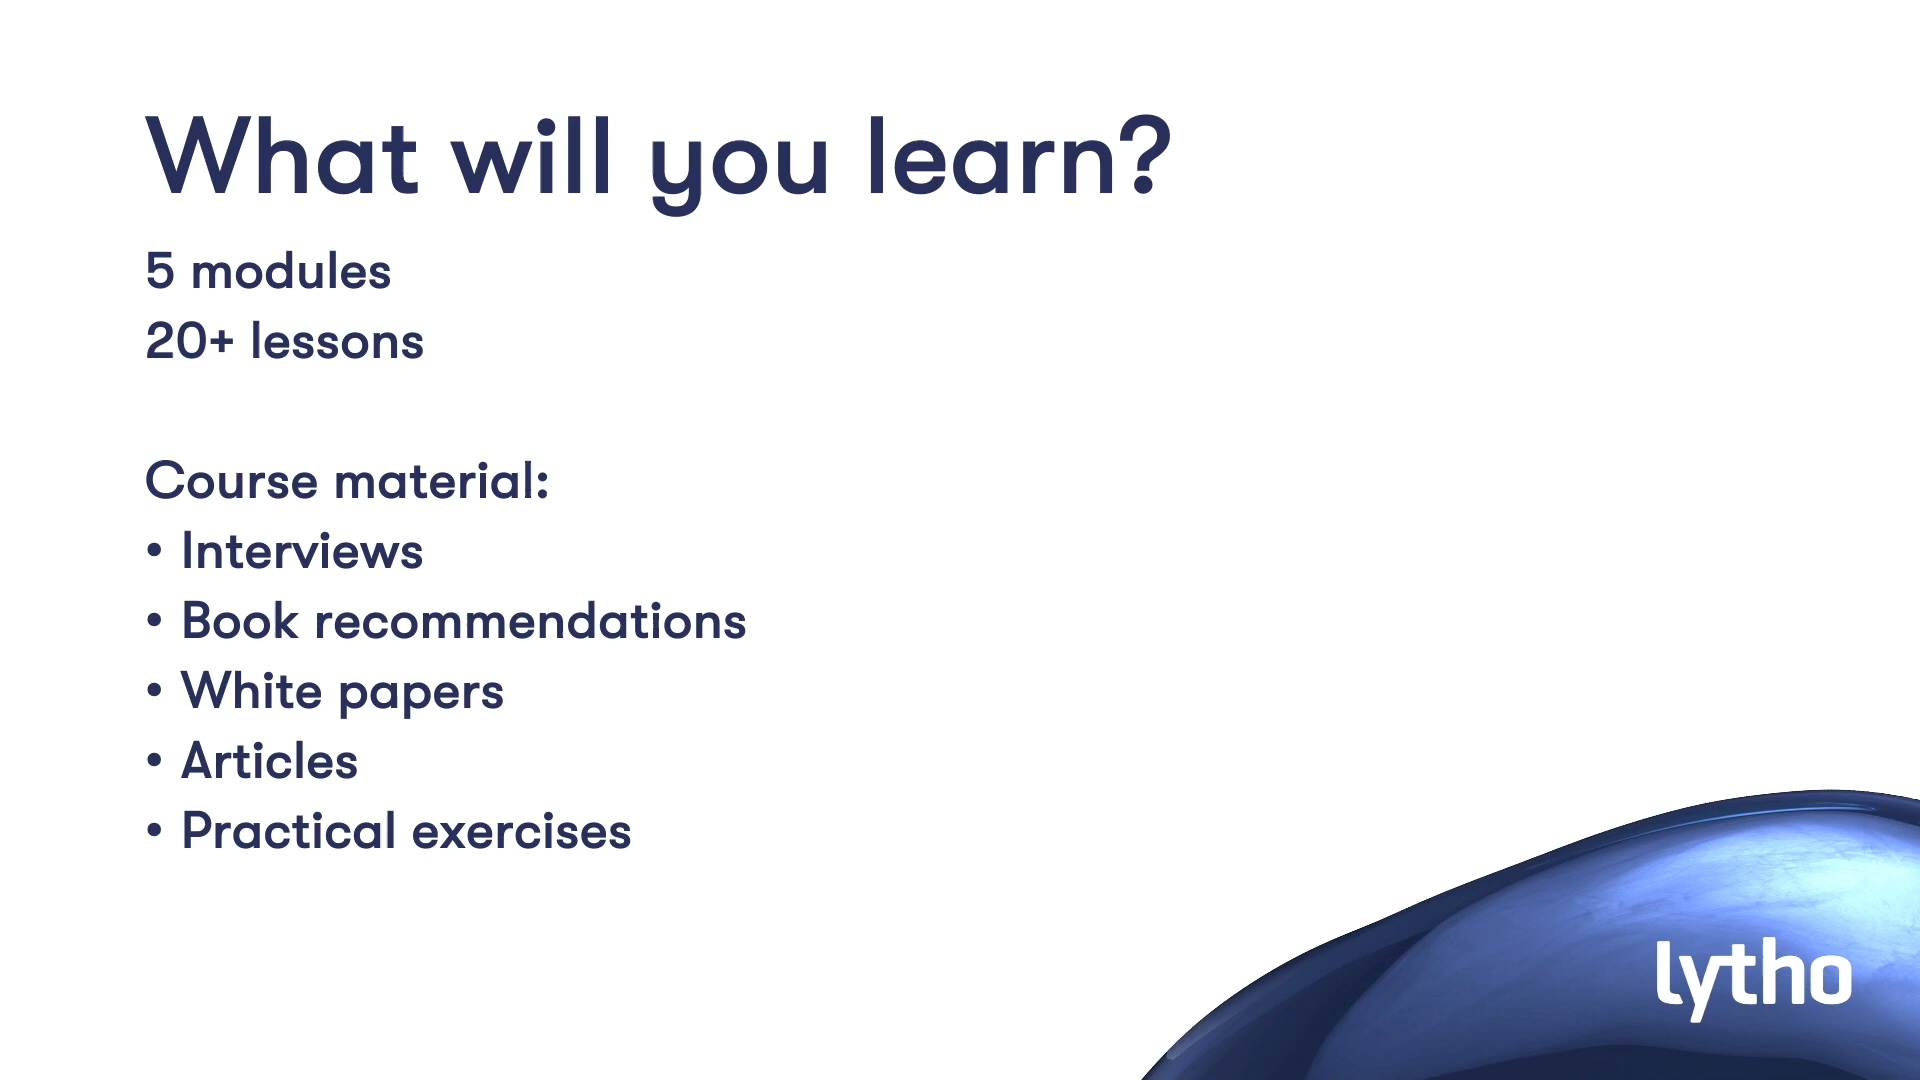 What will you learn?
5 modules
20+ lessons
Course material:
• Interviews
• Book recommendations
• White papers
• Articles
• Practical exercises
lytho